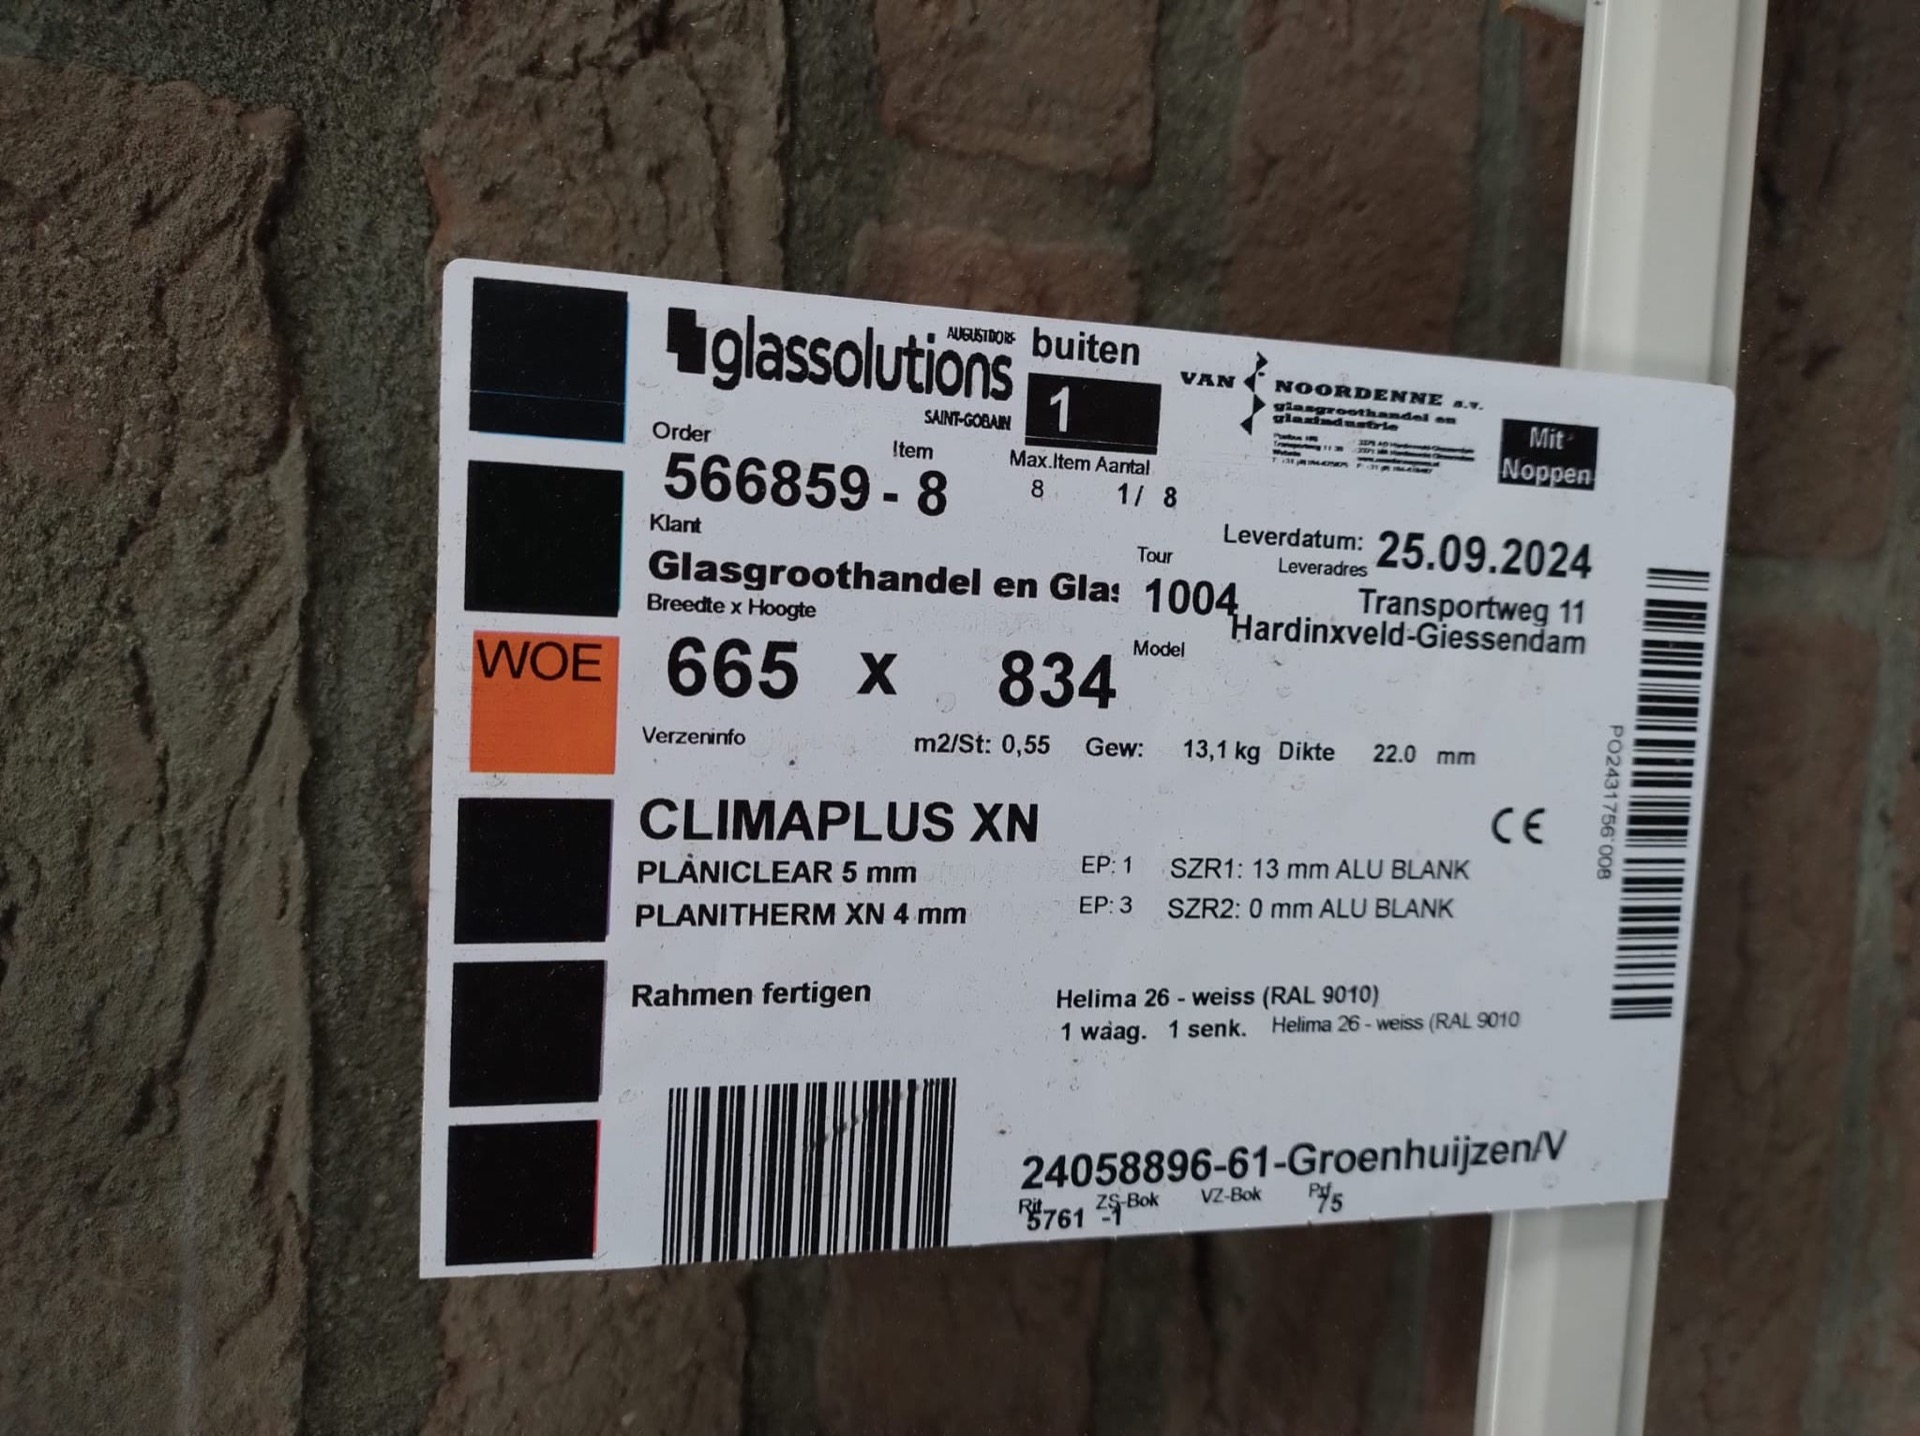 glassolutions
AUGUSTDORF
SAINT-GOBAIN
buiten
1
VAN NOORDENNE B.V.
glasgroothandel en
glasindustrie
Mit
Noppen
Order
Item
Max.Item Aantal
566859 - 8
8 1/ 8
Klant
Leverdatum: 25.09.2024
Glasgroothandel en Glas
Tour
1004
Leveradres
Transportweg 11
Hardinxveld-Giessendam
Breedte x Hoogte
WOE
665 x 834
Model
Verzeninfo
m2/St: 0,55 Gew: 13,1 kg Dikte 22.0 mm
CLIMAPLUS XN
CE
PLANICLEAR 5 mm EP: 1 SZR1: 13 mm ALU BLANK
PLANITHERM XN 4 mm EP: 3 SZR2: 0 mm ALU BLANK
PO2431756 008
Rahmen fertigen
Helima 26 - weiss (RAL 9010)
1 waag. 1 senk. Helima 26 - weiss (RAL 9010
24058896-61-Groenhuijzen/V
Rit ZS-Bok VZ-Bok
5761 -1 75